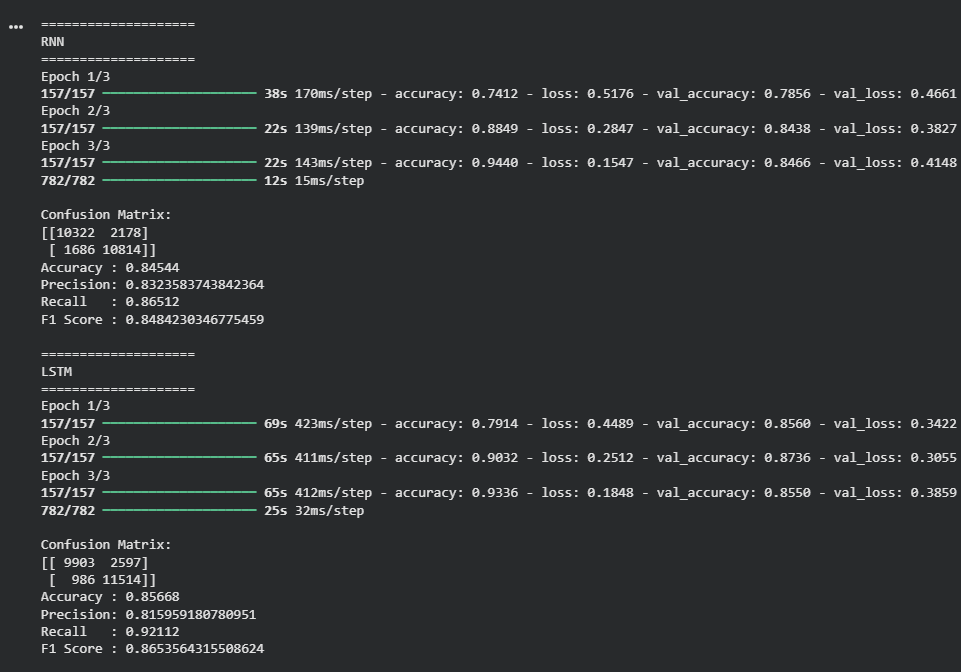 ====================
RNN
====================
Epoch 1/3
157/157 ━━━━━━━━━━━━━━━━━━━━ 38s 170ms/step - accuracy: 0.7412 - loss: 0.5176 - val_accuracy: 0.7856 - val_loss: 0.4661
Epoch 2/3
157/157 ━━━━━━━━━━━━━━━━━━━━ 22s 139ms/step - accuracy: 0.8849 - loss: 0.2847 - val_accuracy: 0.8438 - val_loss: 0.3827
Epoch 3/3
157/157 ━━━━━━━━━━━━━━━━━━━━ 22s 143ms/step - accuracy: 0.9440 - loss: 0.1547 - val_accuracy: 0.8466 - val_loss: 0.4148
782/782 ━━━━━━━━━━━━━━━━━━━━ 12s 15ms/step

Confusion Matrix:
[[10322  2178]
 [ 1686 10814]]
Accuracy : 0.84544
Precision: 0.8323583743842364
Recall   : 0.86512
F1 Score : 0.8484230346775459

====================
LSTM
====================
Epoch 1/3
157/157 ━━━━━━━━━━━━━━━━━━━━ 69s 423ms/step - accuracy: 0.7914 - loss: 0.4489 - val_accuracy: 0.8560 - val_loss: 0.3422
Epoch 2/3
157/157 ━━━━━━━━━━━━━━━━━━━━ 65s 411ms/step - accuracy: 0.9032 - loss: 0.2512 - val_accuracy: 0.8736 - val_loss: 0.3055
Epoch 3/3
157/157 ━━━━━━━━━━━━━━━━━━━━ 65s 412ms/step - accuracy: 0.9336 - loss: 0.1848 - val_accuracy: 0.8550 - val_loss: 0.3859
782/782 ━━━━━━━━━━━━━━━━━━━━ 25s 32ms/step

Confusion Matrix:
[[ 9903  2597]
 [  986 11514]]
Accuracy : 0.85668
Precision: 0.815959180780951
Recall   : 0.92112
F1 Score : 0.8653564315508624